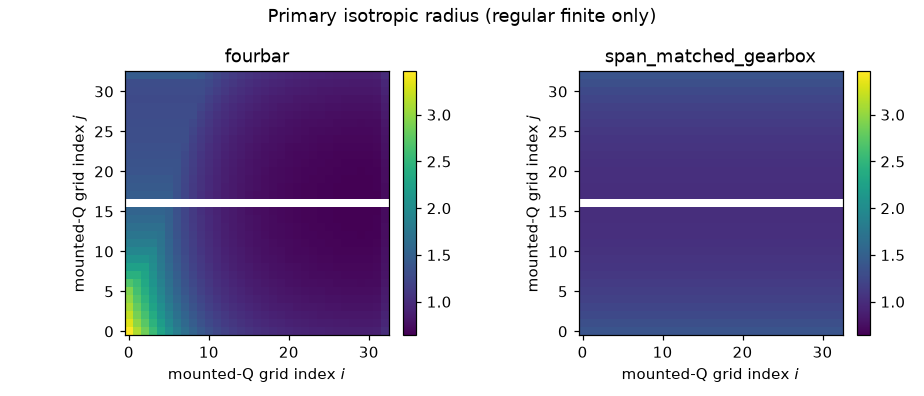 Primary isotropic radius (regular finite only)
fourbar
span_matched_gearbox
30
25
20
15
10
5
0
mounted-Q grid index j
0 10 20 30
mounted-Q grid index i
3.0
2.5
2.0
1.5
1.0
30
25
20
15
10
5
0
mounted-Q grid index j
0 10 20 30
mounted-Q grid index i
3.0
2.5
2.0
1.5
1.0